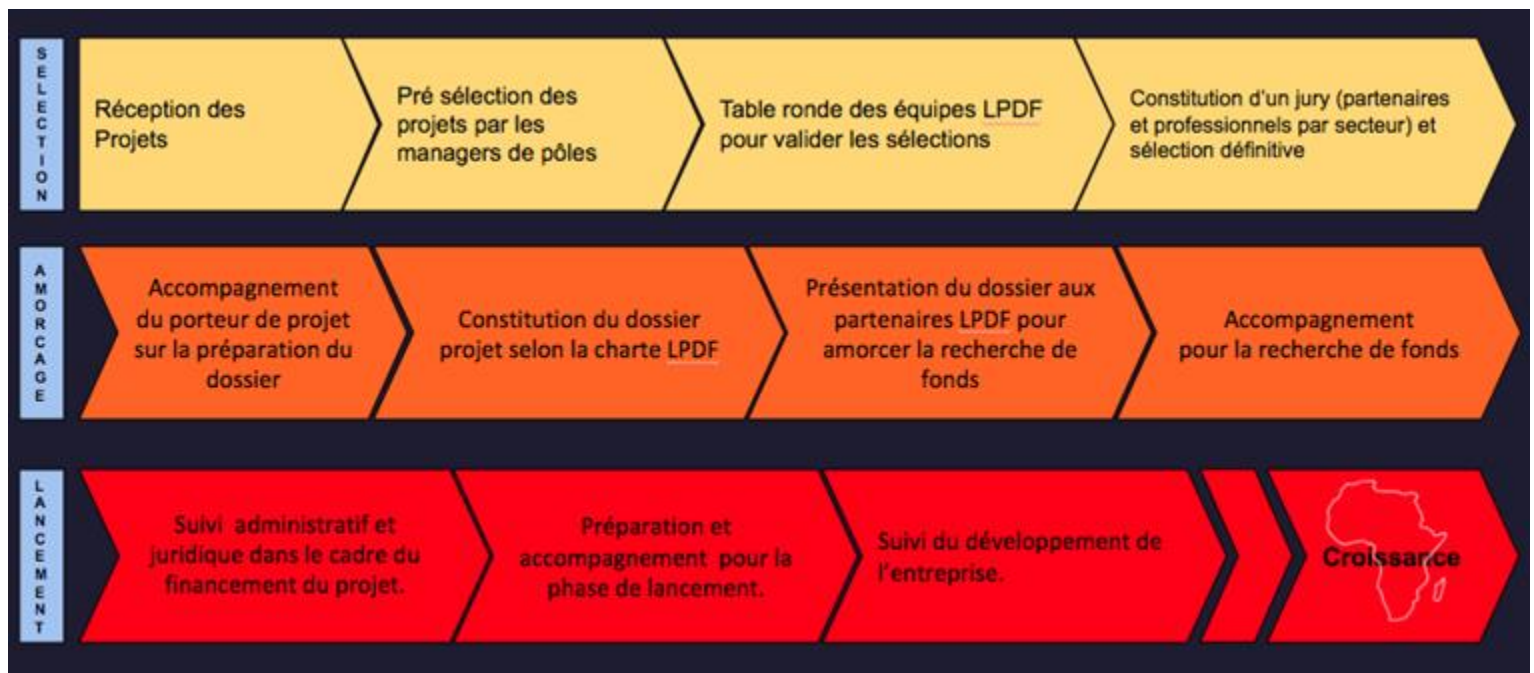 SELECTION
Réception des
Projets
Pré sélection des
projets par les
managers de pôles
Table ronde des équipes LPDF
pour valider les sélections
Constitution d'un jury (partenaires
et professionnels par secteur) et
sélection définitive
AMORCAGE
Accompagnement
du porteur de projet
sur la préparation du
dossier
Constitution du dossier
projet selon la charte LPDF
Présentation du dossier aux
partenaires LPDF pour
amorcer la recherche de
fonds
Accompagnement
pour la recherche de fonds
LANCEMENT
Suivi administratif et
juridique dans le cadre du
financement du projet.
Préparation et
accompagnement pour la
phase de lancement.
Suivi du développement de
l'entreprise.
Croissance